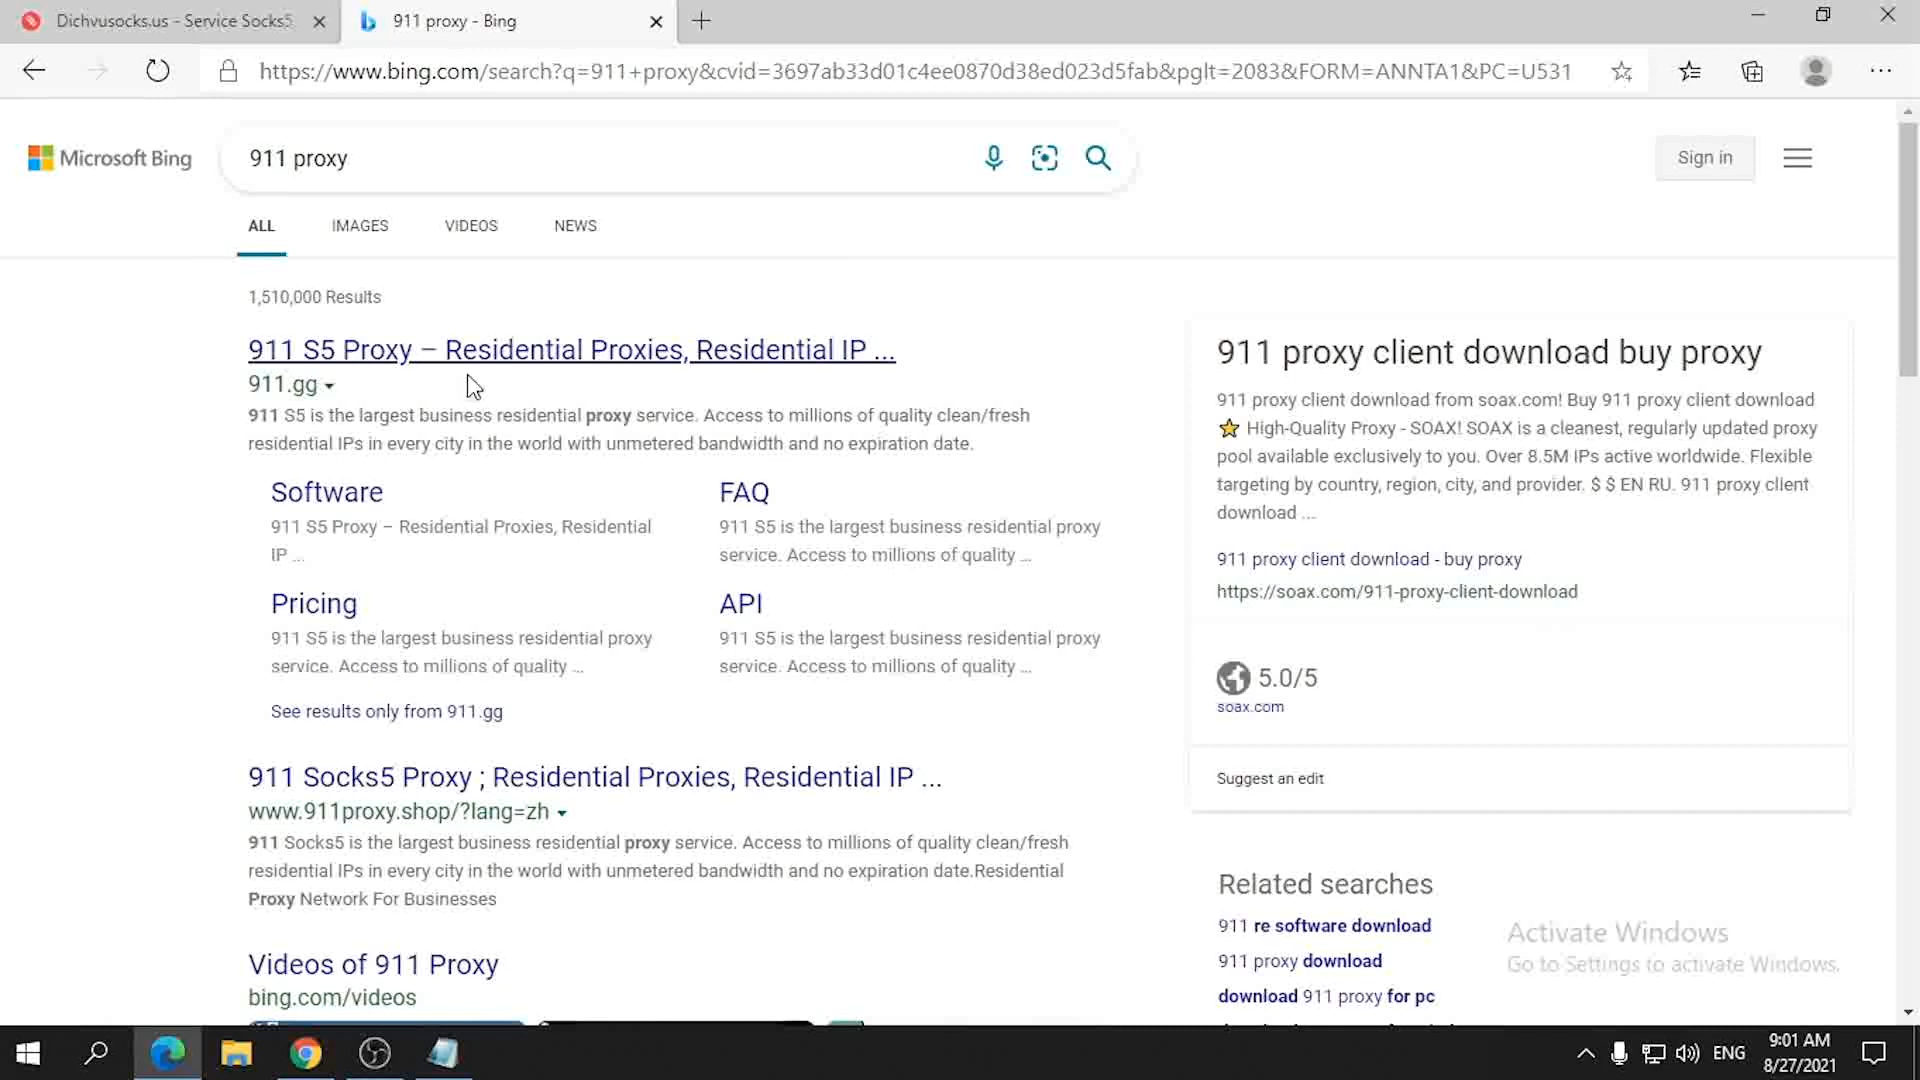 Dichvusocks.us - Service Socks5
911 proxy - Bing
https://www.bing.com/search?q=911+proxy&cvid=3697ab33d01c4ee0870d38ed023d5fab&pglt=2083&FORM=ANNTA1&PC=U531
Microsoft Bing
911 proxy
Sign in
ALL IMAGES VIDEOS NEWS
1,510,000 Results
911 S5 Proxy – Residential Proxies, Residential IP ...
911.gg
911 S5 is the largest business residential proxy service. Access to millions of quality clean/fresh
residential IPs in every city in the world with unmetered bandwidth and no expiration date.
Software
911 S5 Proxy – Residential Proxies, Residential
IP ...
FAQ
911 S5 is the largest business residential proxy
service. Access to millions of quality ...
Pricing
911 S5 is the largest business residential proxy
service. Access to millions of quality ...
API
911 S5 is the largest business residential proxy
service. Access to millions of quality ...
See results only from 911.gg
911 Socks5 Proxy ; Residential Proxies, Residential IP ...
www.911proxy.shop/?lang=zh
911 Socks5 is the largest business residential proxy service. Access to millions of quality clean/fresh
residential IPs in every city in the world with unmetered bandwidth and no expiration date.Residential
Proxy Network For Businesses
Videos of 911 Proxy
bing.com/videos
911 proxy client download buy proxy
911 proxy client download from soax.com! Buy 911 proxy client download
⭐ High-Quality Proxy - SOAX! SOAX is a cleanest, regularly updated proxy
pool available exclusively to you. Over 8.5M IPs active worldwide. Flexible
targeting by country, region, city, and provider. $ $ EN RU. 911 proxy client
download ...
911 proxy client download - buy proxy
https://soax.com/911-proxy-client-download
5.0/5
soax.com
Suggest an edit
Related searches
911 re software download
911 proxy download
download 911 proxy for pc
Activate Windows
Go to Settings to activate Windows.
ENG
9:01 AM
8/27/2021